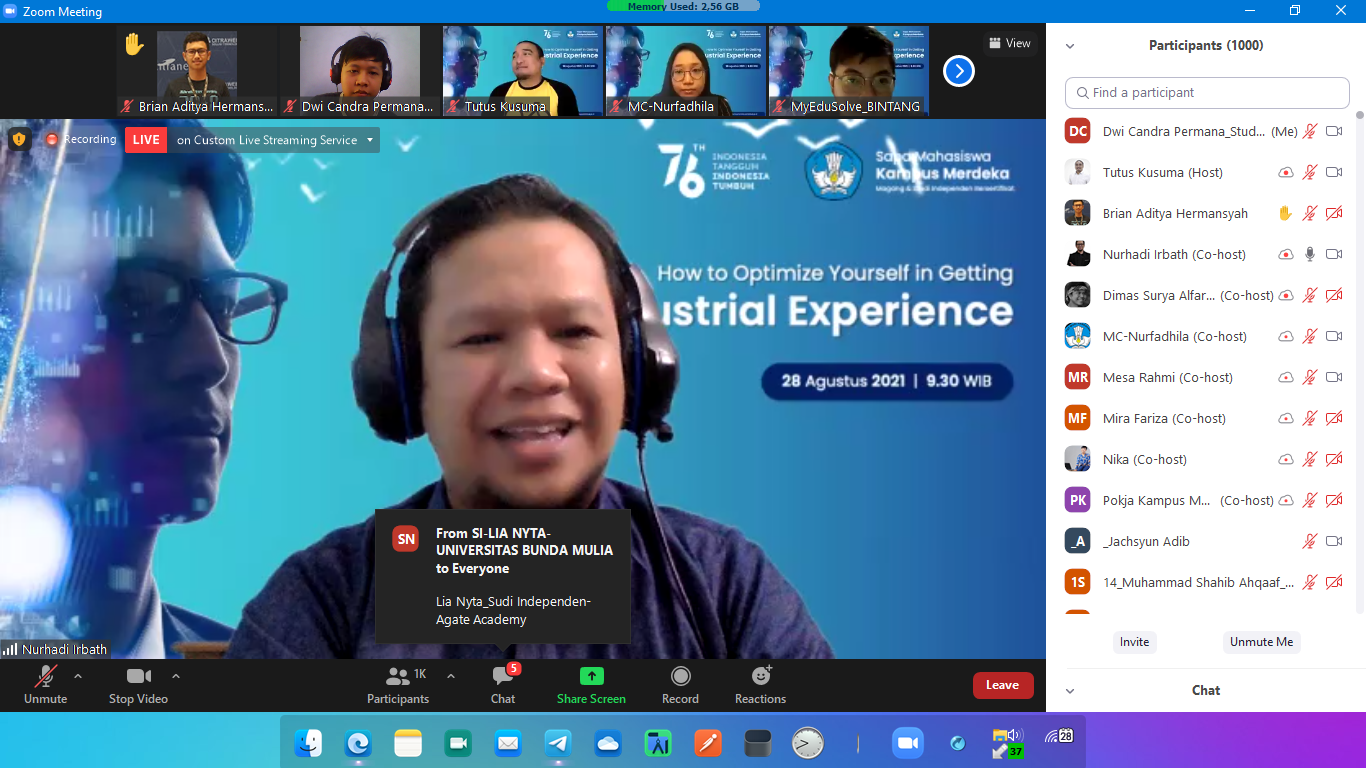 Zoom Meeting
Memory Used: 2,56 GB
Brian Aditya Hermans...
Dwi Candra Permana...
Tutus Kusuma
MC-Nurfadhila
MyEduSolve_BINTANG
View
Recording
LIVE
on Custom Live Streaming Service
76TH
INDONESIA
TANGGUH
INDONESIA
TUMBUH
Sapa Mahasiswa
Kampus Merdeka
Magang & Studi Independen Bersertifikat
How to Optimize Yourself in Getting
ustrial Experience
28 Agustus 2021 | 9.30 WIB
SN
From SI-LIA NYTA-
UNIVERSITAS BUNDA MULIA
to Everyone
Lia Nyta_Sudi Independen-
Agate Academy
Nurhadi Irbath
Unmute
Stop Video
Participants
1K
Chat
5
Share Screen
Record
Reactions
Leave
Participants (1000)
Find a participant
DC Dwi Candra Permana_Stud... (Me)
Tutus Kusuma (Host)
Brian Aditya Hermansyah
Nurhadi Irbath (Co-host)
Dimas Surya Alfar... (Co-host)
MC-Nurfadhila (Co-host)
MR Mesa Rahmi (Co-host)
MF Mira Fariza (Co-host)
Nika (Co-host)
PK Pokja Kampus M... (Co-host)
_A _Jachsyun Adib
1S 14_Muhammad Shahib Ahqaaf_...
Invite
Unmute Me
Chat
37
28